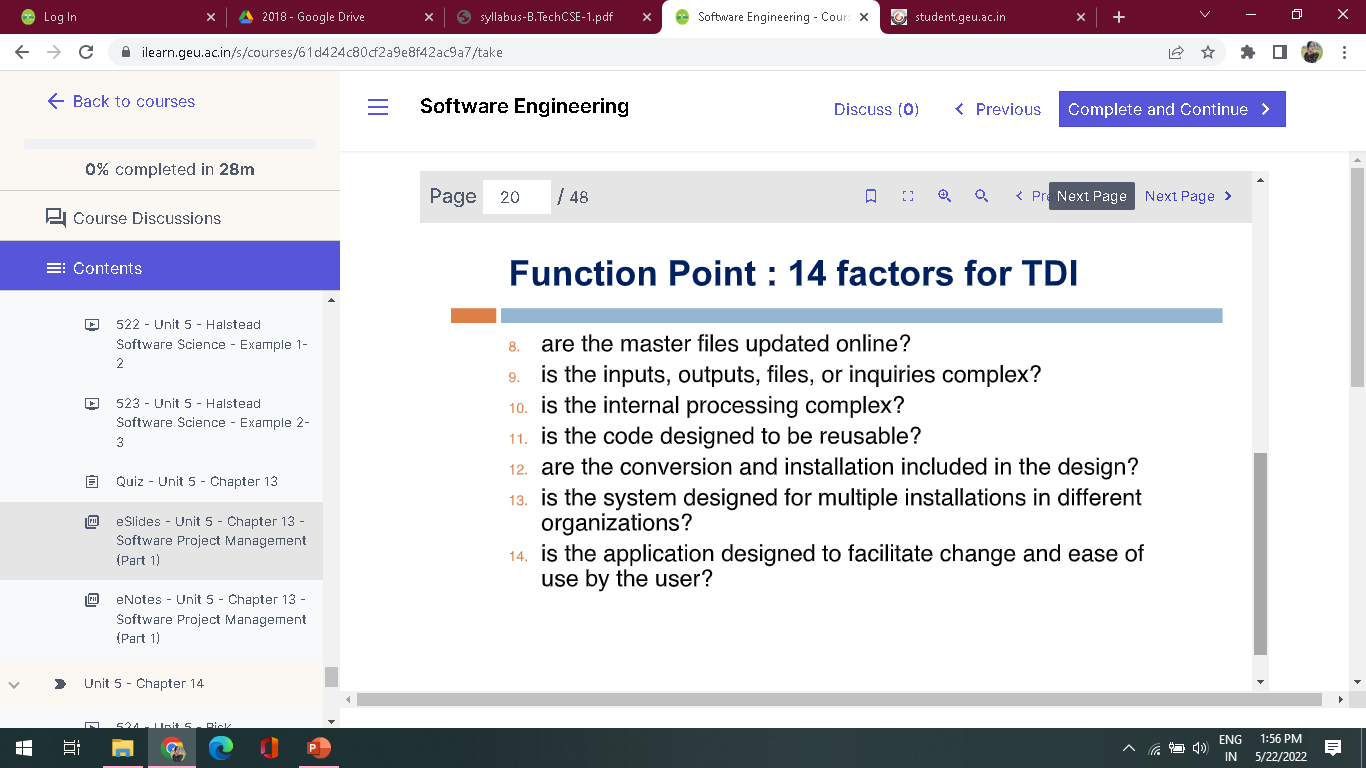 Log In
2018 - Google Drive
syllabus-B.TechCSE-1.pdf
Software Engineering - Cours
student.geu.ac.in
ilearn.geu.ac.in/s/courses/61d424c80cf2a9e8f42ac9a7/take
Back to courses
0% completed in 28m
Course Discussions
Contents
522 - Unit 5 - Halstead
Software Science - Example 1-
2
523 - Unit 5 - Halstead
Software Science - Example 2-
3
Quiz - Unit 5 - Chapter 13
eSlides - Unit 5 - Chapter 13 -
Software Project Management
(Part 1)
eNotes - Unit 5 - Chapter 13 -
Software Project Management
(Part 1)
Unit 5 - Chapter 14
524 - Unit 5 - Risk
Software Engineering
Discuss (0)
Previous
Complete and Continue
Page 20 / 48
Pre
Next Page
Next Page
Function Point : 14 factors for TDI
8. are the master files updated online?
9. is the inputs, outputs, files, or inquiries complex?
10. is the internal processing complex?
11. is the code designed to be reusable?
12. are the conversion and installation included in the design?
13. is the system designed for multiple installations in different
organizations?
14. is the application designed to facilitate change and ease of
use by the user?
ENG
IN
1:56 PM
5/22/2022